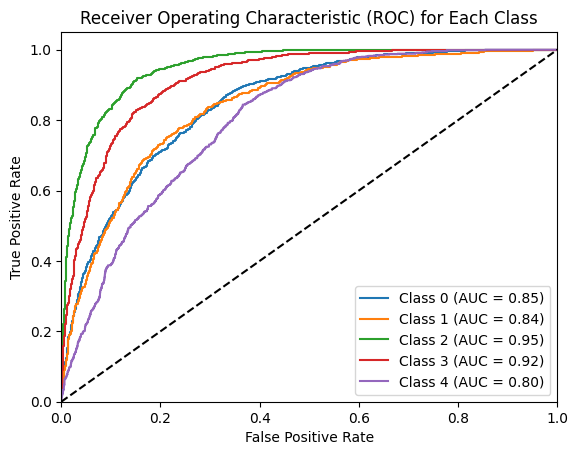 Receiver Operating Characteristic (ROC) for Each Class
1.0
0.8
0.6
0.4
0.2
0.0
True Positive Rate
Class 0 (AUC = 0.85)
Class 1 (AUC = 0.84)
Class 2 (AUC = 0.95)
Class 3 (AUC = 0.92)
Class 4 (AUC = 0.80)
0.0 0.2 0.4 0.6 0.8 1.0
False Positive Rate